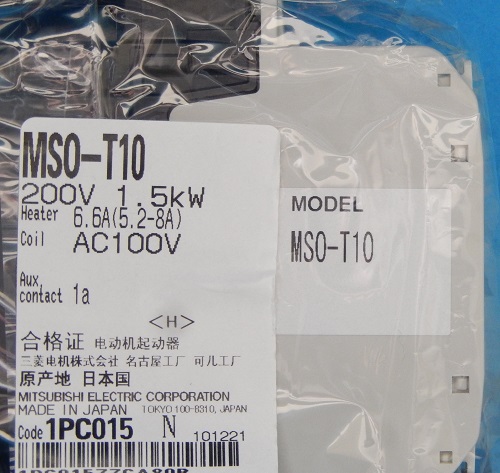 MSO-T10
200V 1.5kW
Heater 6.6A(5.2-8A)
Coil AC100V
Aux.
contact 1a
<H>
合格证 电动机起动器
三菱电机株式会社 名古屋工厂 可儿工厂
原产地 日本国
MITSUBISHI ELECTRIC CORPORATION
MADE IN JAPAN TOKYO 100-8310, JAPAN
Code 1PC015 N 101221
MODEL
MSO-T10